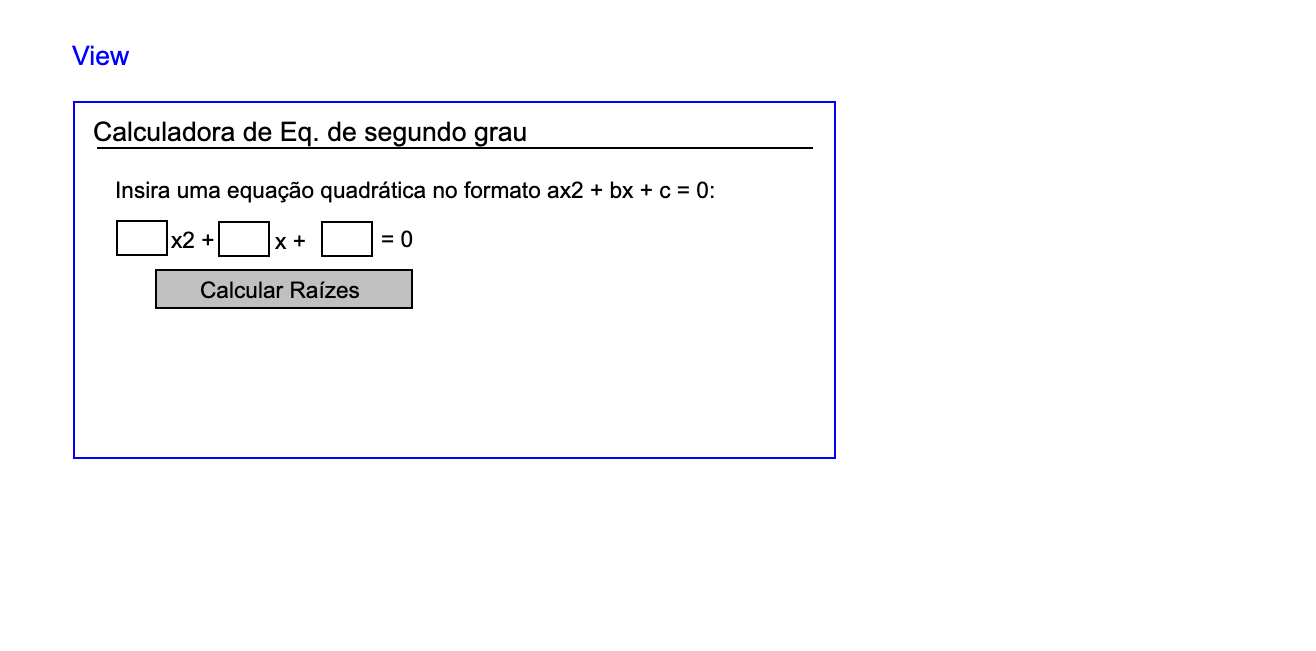 View
Calculadora de Eq. de segundo grau
Insira uma equação quadrática no formato ax2 + bx + c = 0:
x2 + x + = 0
Calcular Raízes